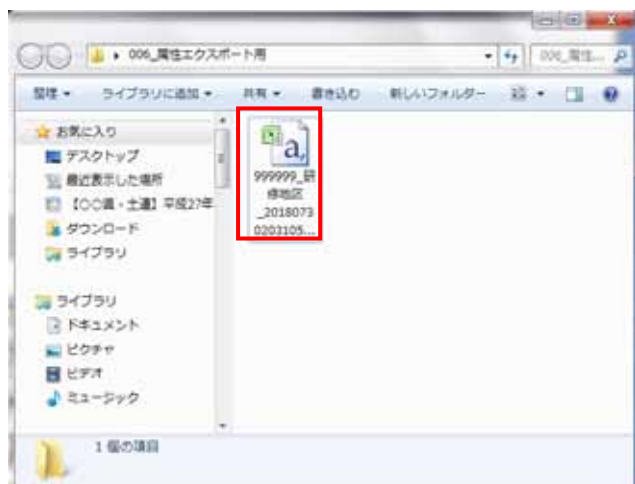 006_属性エクスポート用
006_属性...
整理
ライブラリに追加
共有
書き込む
新しいフォルダー
お気に入り
デスクトップ
最近表示した場所
【〇〇県・土連】平成27年
ダウンロード
ライブラリ
ライブラリ
ドキュメント
ピクチャ
ビデオ
ミュージック
999999_研
修地区
_2018073
0203105...
1 個の項目